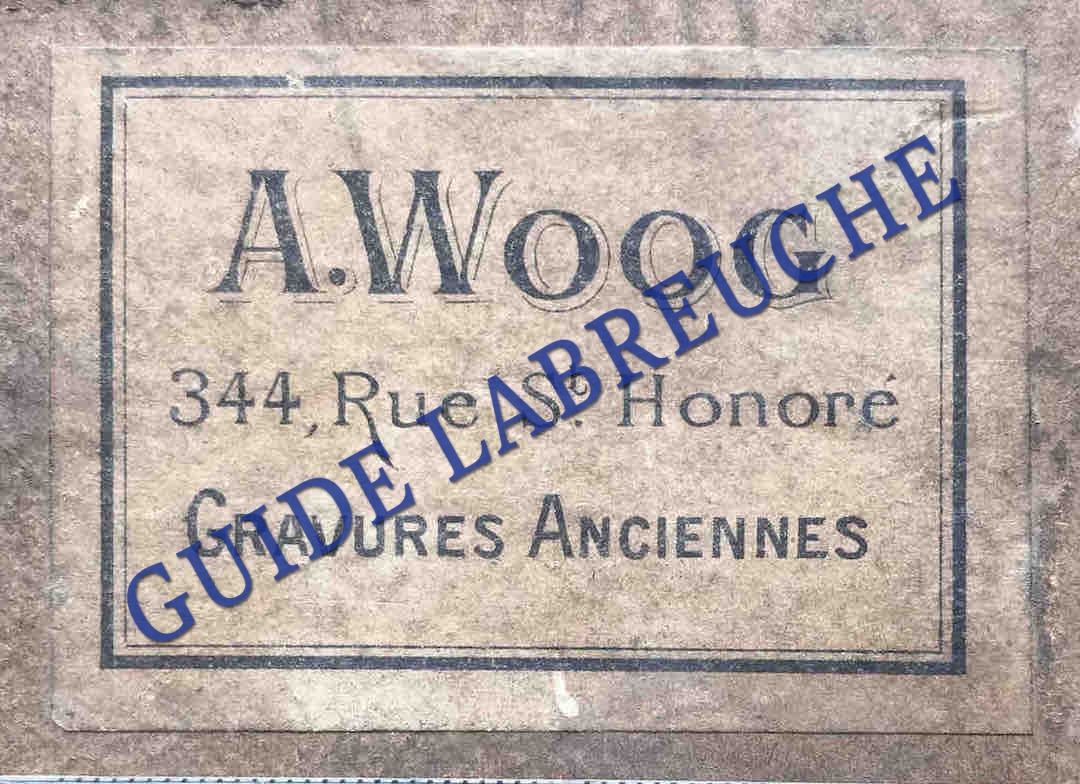 A. WOOG
344, Rue St. Honoré
GRAVURES ANCIENNES
GUIDE LABREUCHE